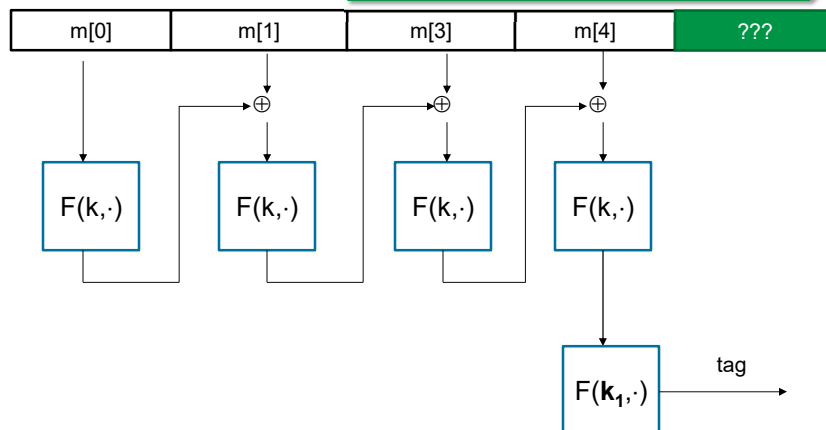 m[0] m[1] m[3] m[4] ???
⊕ ⊕ ⊕
F(k,·) F(k,·) F(k,·) F(k,·)
tag
F(k₁,·)